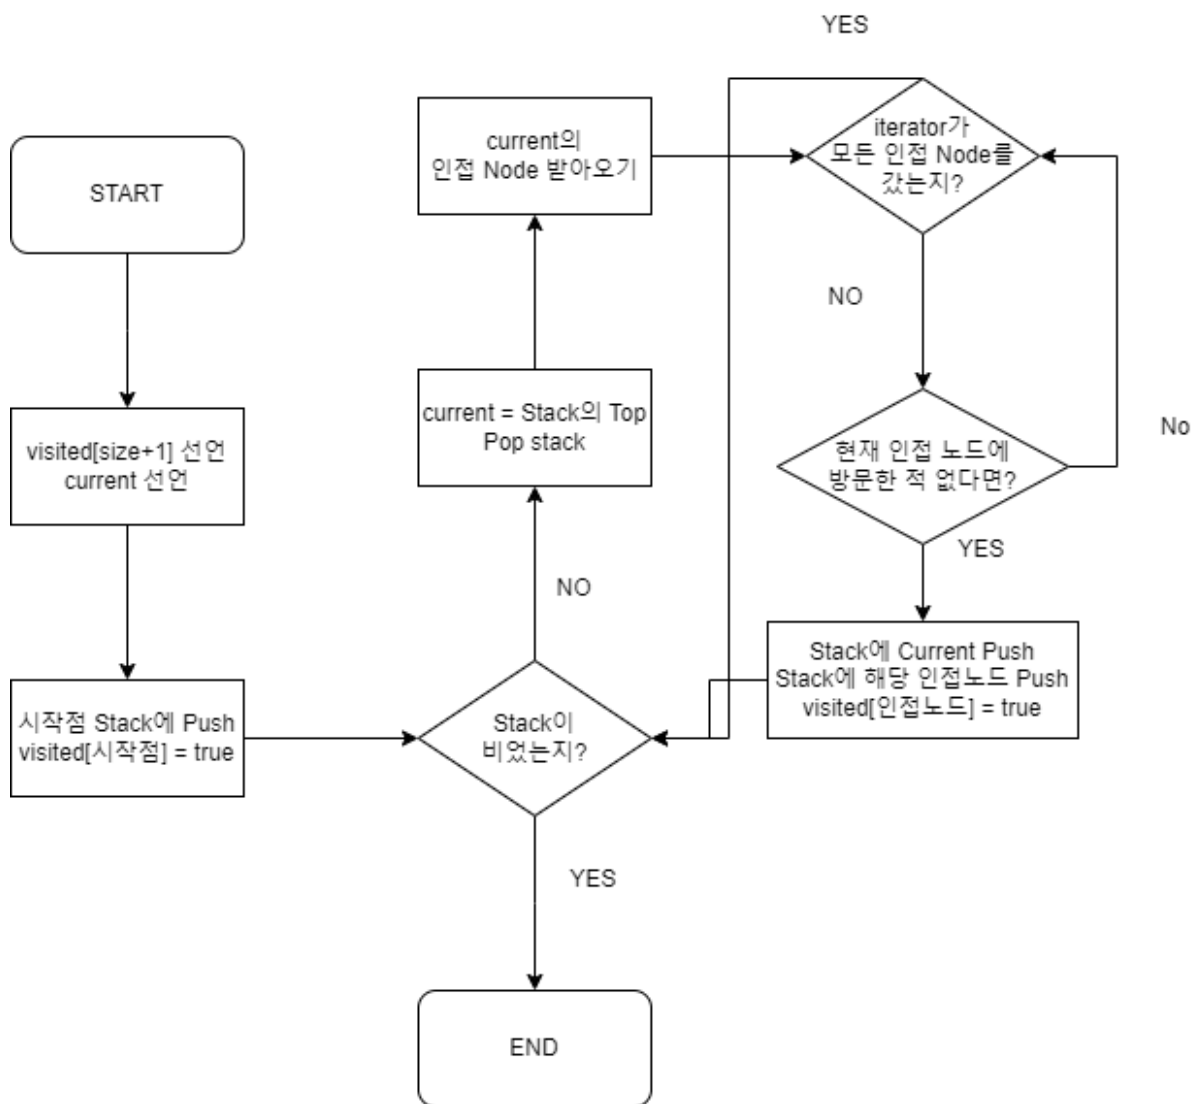 START
visited[size+1] 선언
current 선언
시작점 Stack에 Push
visited[시작점] = true
Stack이
비었는지?
NO
current = Stack의 Top
Pop stack
current의
인접 Node 받아오기
YES
iterator가
모든 인접 Node를
갔는지?
NO
현재 인접 노드에
방문한 적 없다면?
No
YES
Stack에 Current Push
Stack에 해당 인접노드 Push
visited[인접노드] = true
YES
END